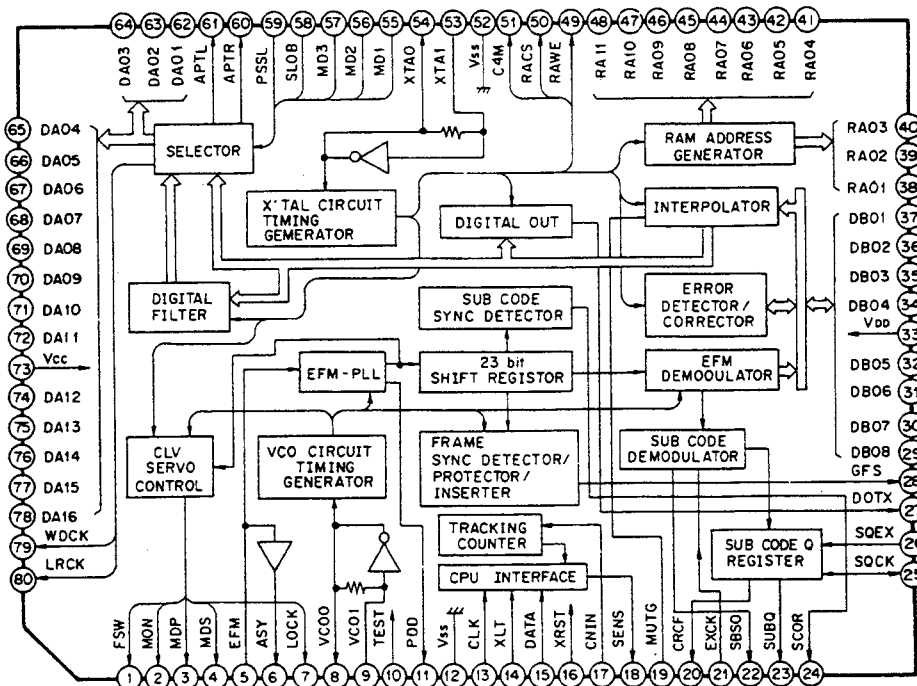 64 63 62 61 60 59 58 57 56 55 54 53 52 51 50 49 48 47 46 45 44 43 42 41
DA03 DA02 DA01 APTL APTR PSSL SLOB MD3 MD2 MD1 XTA0 XTA1 Vss C4M RACS RAWE RA11 RA10 RA09 RA08 RA07 RA06 RA05 RA04
65 DA04
66 DA05
67 DA06
68 DA07
69 DA08
70 DA09
71 DA10
72 DA11
73 Vcc
74 DA12
75 DA13
76 DA14
77 DA15
78 DA16
79 WDCK
80 LRCK
SELECTOR
X'TAL CIRCUIT
TIMING
GEMERATOR
DIGITAL OUT
RAM ADDRESS
GENERATOR
INTERPOLATOR
DIGITAL
FILTER
SUB CODE
SYNC DETECTOR
ERROR
DETECTOR/
CORRECTOR
EFM-PLL
23 bit
SHIFT REGISTOR
EFM
DEMODULATOR
CLV
SERVO
CONTROL
VCO CIRCUIT
TIMING
GENERATOR
FRAME
SYNC DETECTOR/
PROTECTOR/
INSERTER
SUB CODE
DEMODULATOR
TRACKING
COUNTER
CPU INTERFACE
SUB CODE Q
REGISTER
RA03 40
RA02 39
RA01 38
DB01 37
DB02 36
DB03 35
DB04 34
VDD 33
DB05 32
DB06 31
DB07 30
DB08 29
GFS 28
DOTX 27
SQEX 26
SQCK 25
FSW MON MDP MDS EFM ASY LOCK VCO0 VCO1 TEST PDD Vss CLK XLT DATA XRST CNIN SENS MUTG CRCF EXCK SBSO SUBQ SCOR
1 2 3 4 5 6 7 8 9 10 11 12 13 14 15 16 17 18 19 20 21 22 23 24